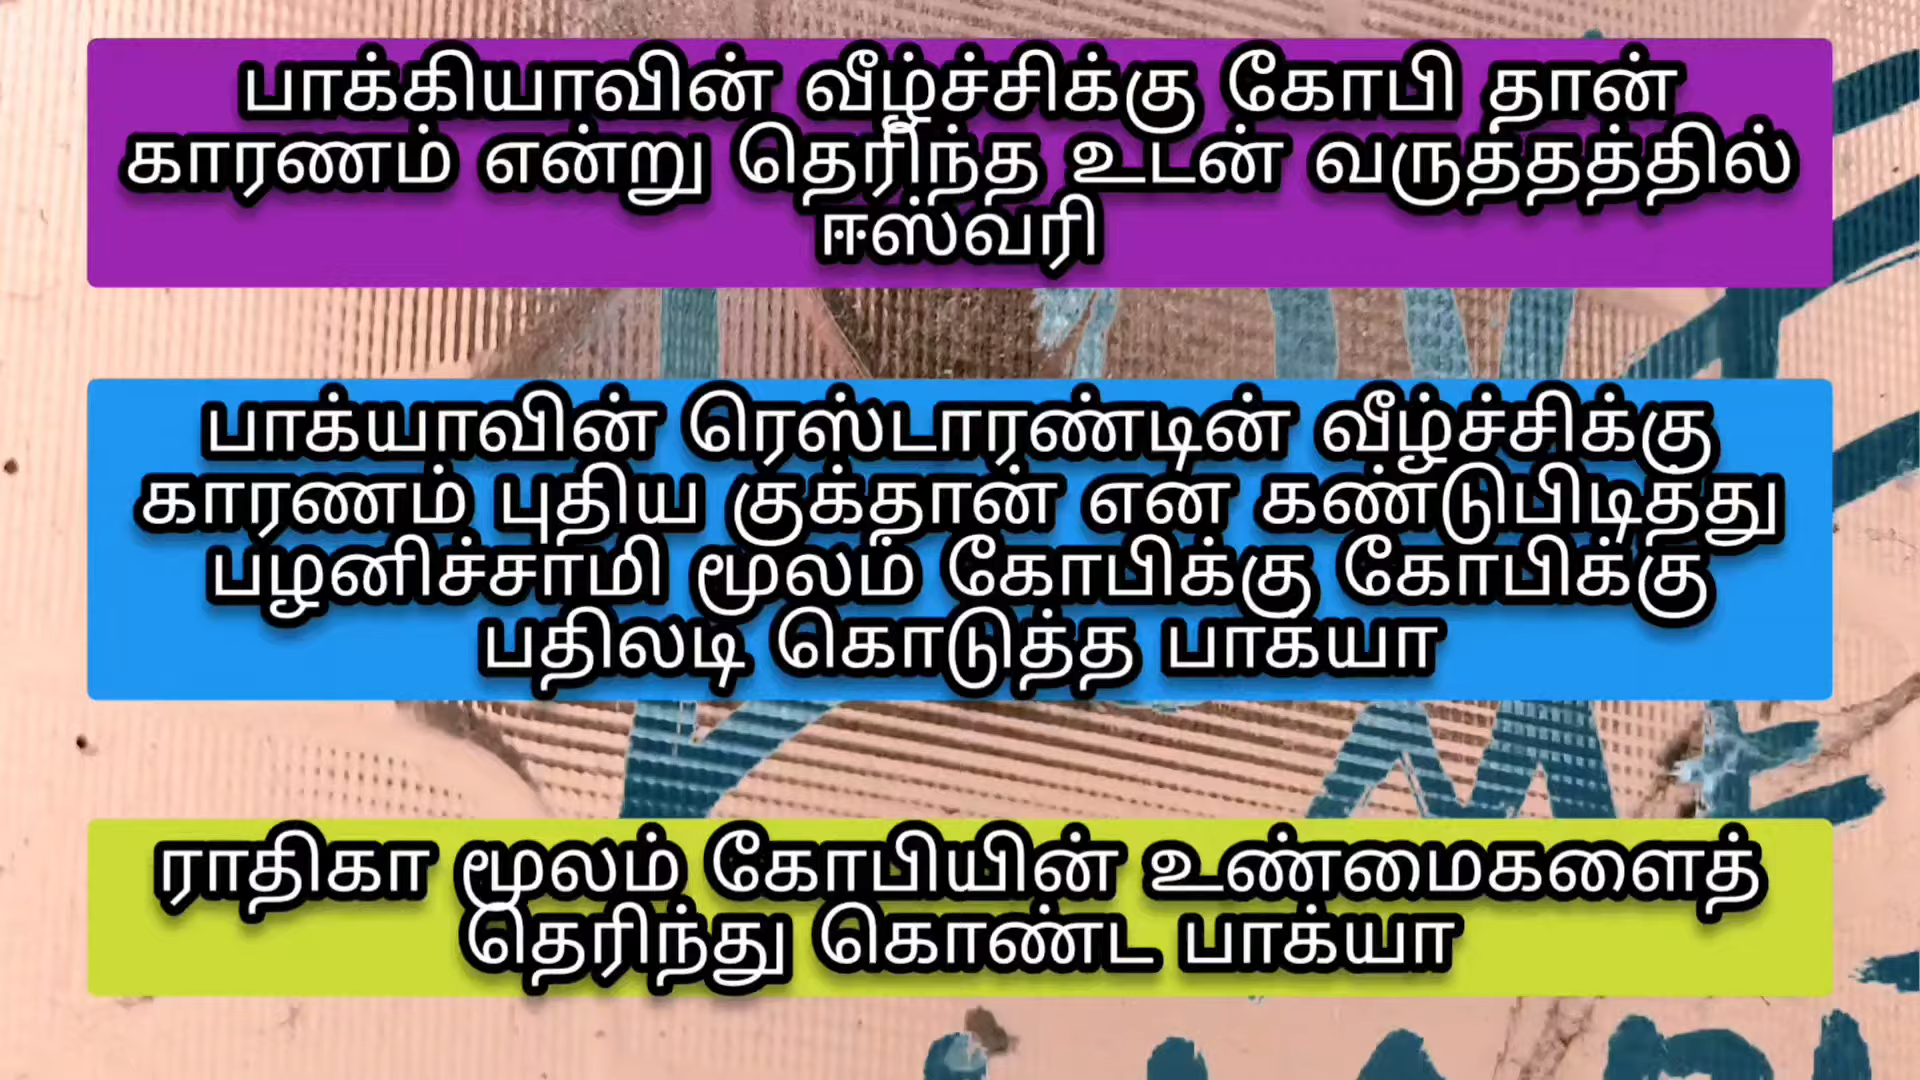 பாக்கியாவின் வீழ்ச்சிக்கு கோபி தான்
காரணம் என்று தெரிந்த உடன் வருத்தத்தில்
ஈஸ்வரி
பாக்யாவின் ரெஸ்டாரண்டின் வீழ்ச்சிக்கு
காரணம் புதிய குக்தான் என கண்டுபிடித்து
பழனிச்சாமி மூலம் கோபிக்கு கோபிக்கு
பதிலடி கொடுத்த பாக்யா
ராதிகா மூலம் கோபியின் உண்மைகளைத்
தெரிந்து கொண்ட பாக்யா